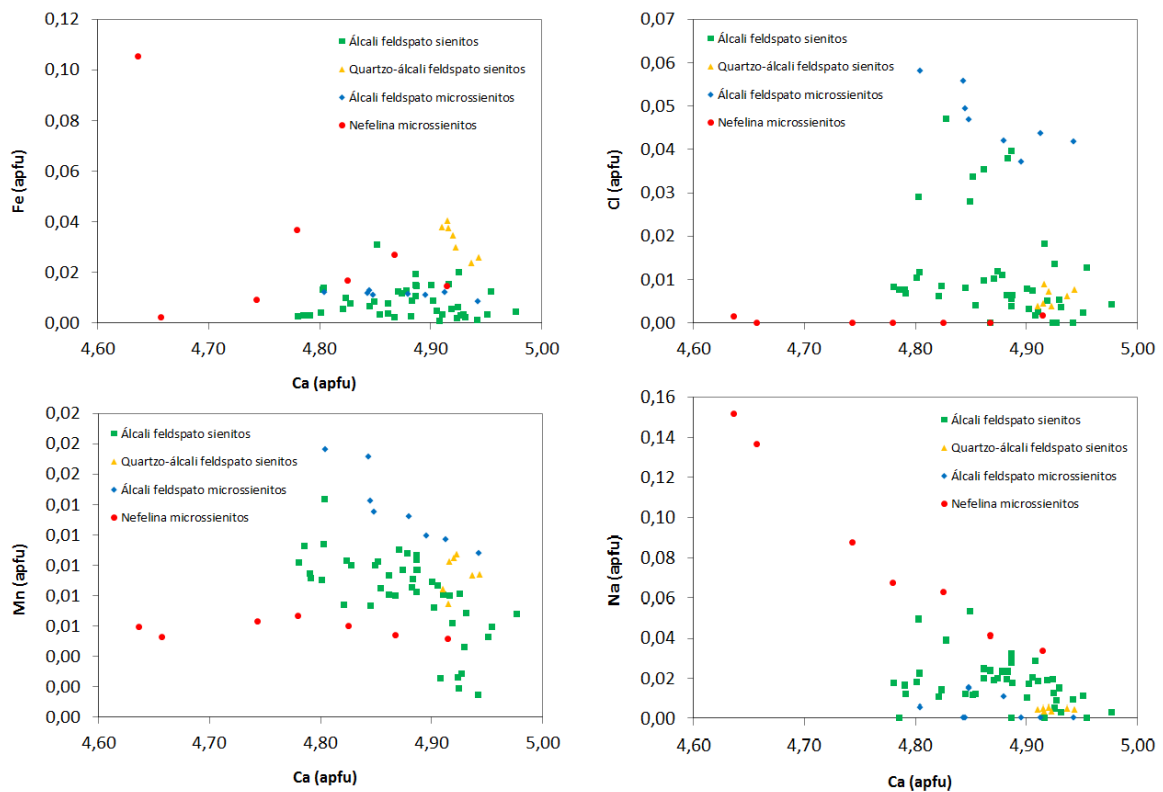 0,12
0,10
0,08
0,06
0,04
0,02
0,00
Fe (apfu)
Álcali feldspato sienitos
Quartzo-álcali feldspato sienitos
Álcali feldspato microssienitos
Nefelina microssienitos
4,60 4,70 4,80 4,90 5,00
Ca (apfu)
0,07
0,06
0,05
0,04
0,03
0,02
0,01
0,00
Cl (apfu)
Álcali feldspato sienitos
Quartzo-álcali feldspato sienitos
Álcali feldspato microssienitos
Nefelina microssienitos
4,60 4,70 4,80 4,90 5,00
0,02
0,02
0,02
0,01
0,01
0,01
0,01
0,01
0,00
0,00
0,00
Mn (apfu)
Álcali feldspato sienitos
Quartzo-álcali feldspato sienitos
Álcali feldspato microssienitos
Nefelina microssienitos
4,60 4,70 4,80 4,90 5,00
Ca (apfu)
0,16
0,14
0,12
0,10
0,08
0,06
0,04
0,02
0,00
Na (apfu)
Álcali feldspato sienitos
Quartzo-álcali feldspato sienitos
Álcali feldspato microssienitos
Nefelina microssienitos
4,60 4,70 4,80 4,90 5,00
Ca (apfu)